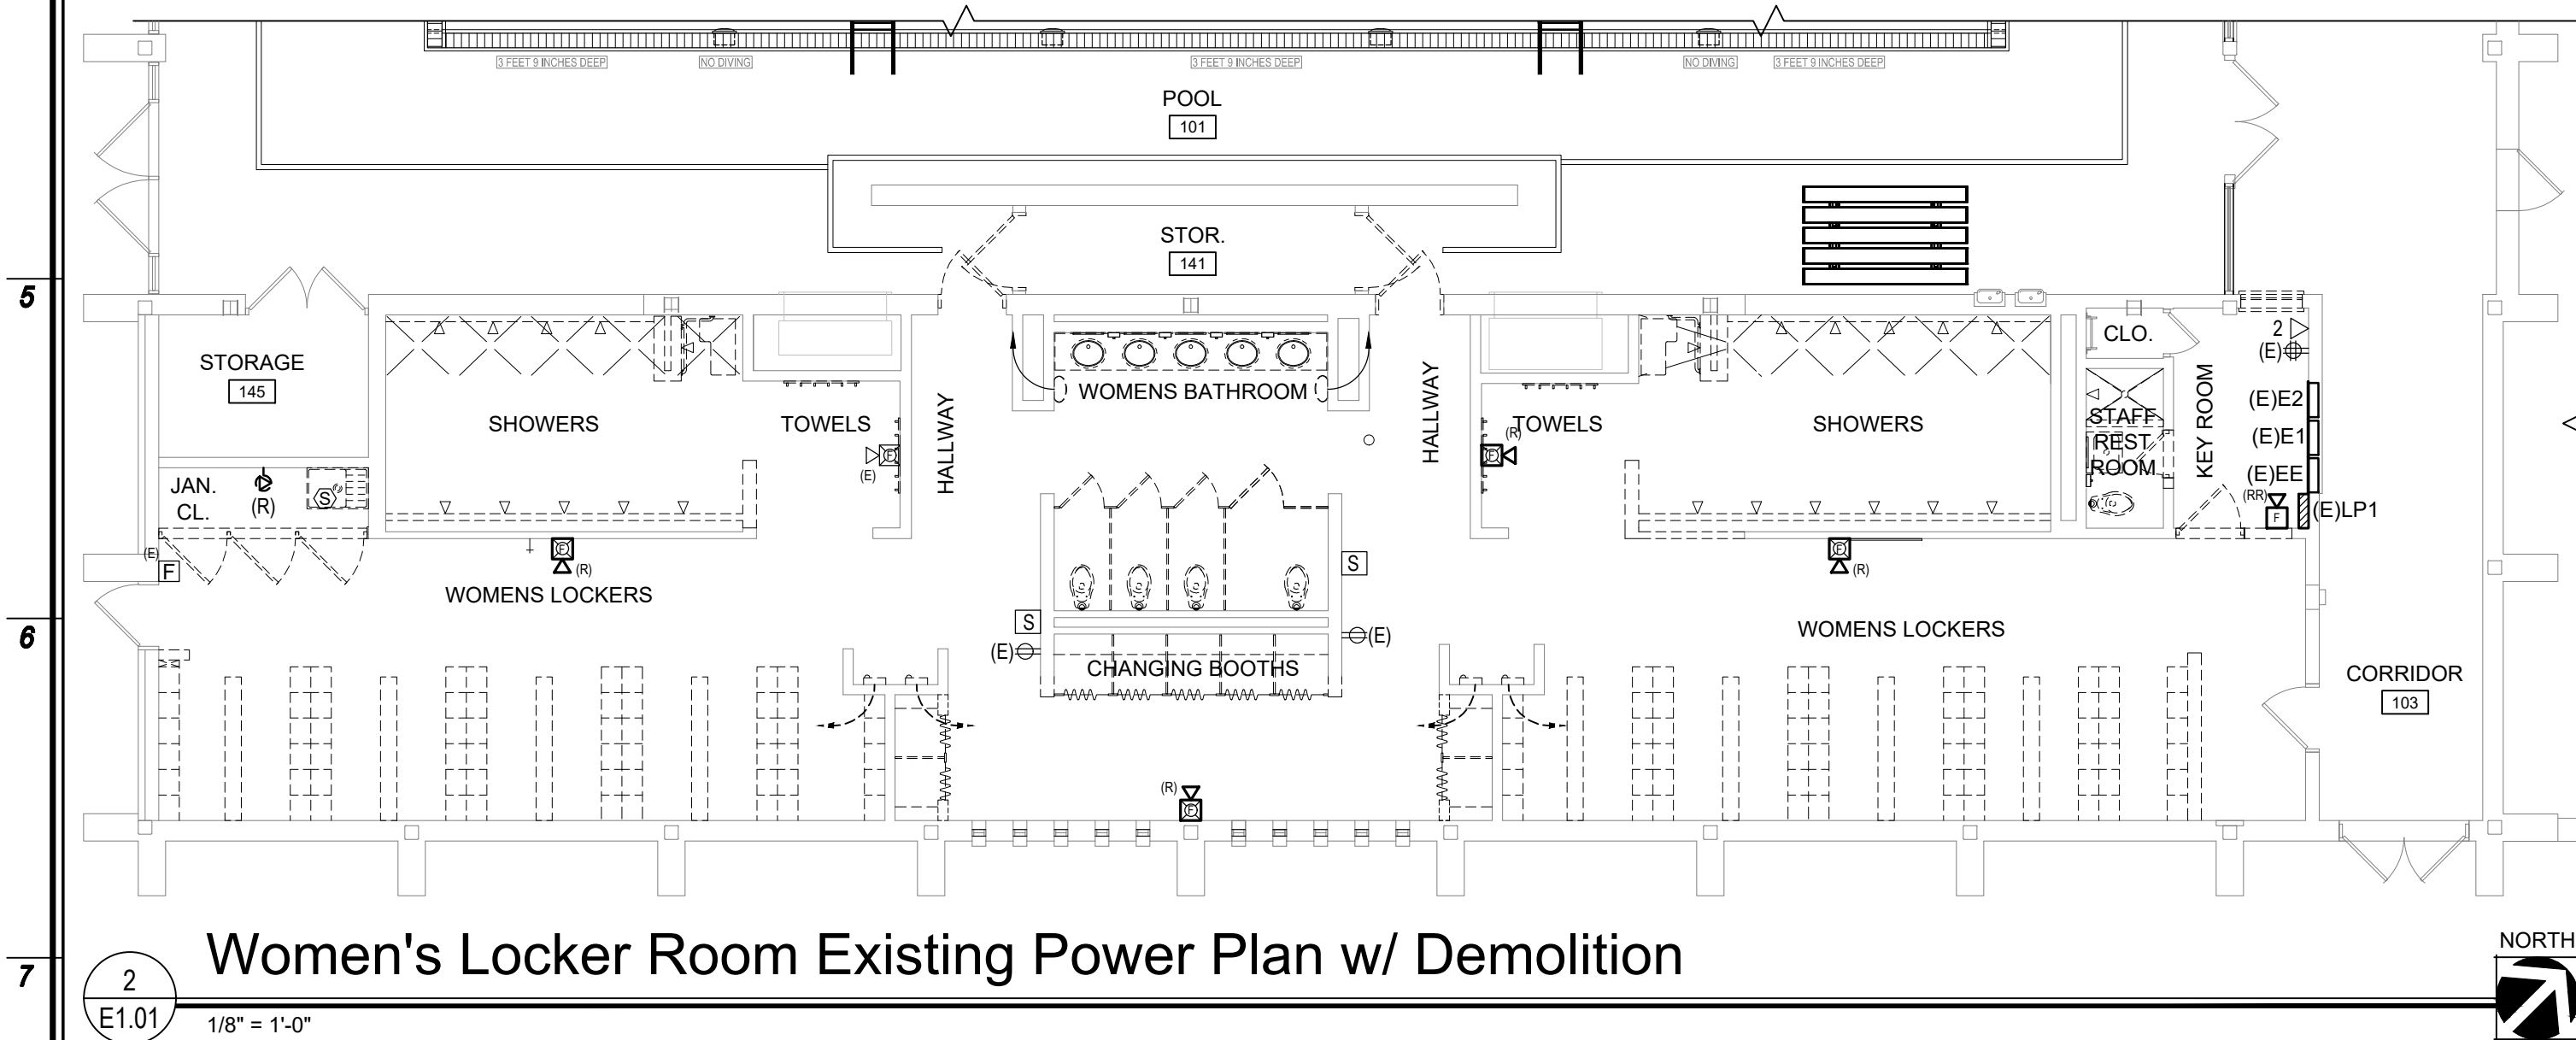 3 FEET 9 INCHES DEEP
NO DIVING
3 FEET 9 INCHES DEEP
NO DIVING
3 FEET 9 INCHES DEEP
POOL
101
STOR.
141
5
STORAGE
145
SHOWERS
TOWELS
F
(E)
HALLWAY
WOMENS BATHROOM
HALLWAY
TOWELS
(R)
F
SHOWERS
CLO.
STAFF
REST
ROOM
KEY ROOM
2
(E)
(E)E2
(E)E1
(E)EE
(RR)
F
(E)LP1
JAN.
CL.
(R)
S
(E)
F
F
(R)
WOMENS LOCKERS
S
S
(E)
(E)
CHANGING BOOTHS
F
(R)
WOMENS LOCKERS
6
CORRIDOR
103
(R)
F
7
2
E1.01
Women's Locker Room Existing Power Plan w/ Demolition
1/8" = 1'-0"
NORTH